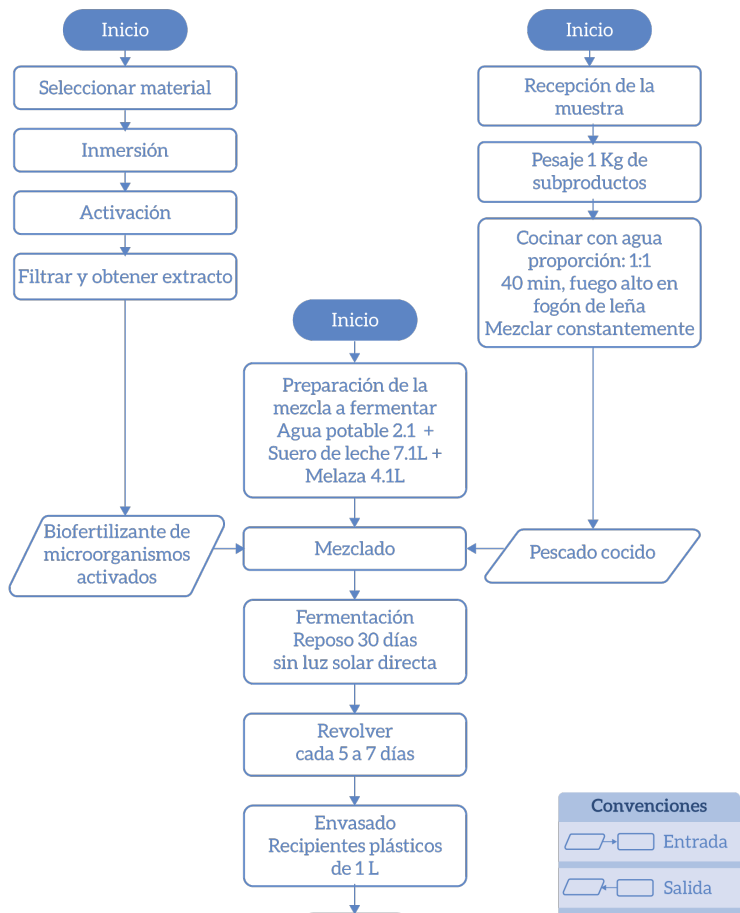 Inicio
Seleccionar material
Inmersión
Activación
Filtrar y obtener extracto
Biofertilizante de
microorganismos
activados
Inicio
Recepción de la
muestra
Pesaje 1 Kg de
subproductos
Cocinar con agua
proporción: 1:1
40 min, fuego alto en
fogón de leña
Mezclar constantemente
Pescado cocido
Inicio
Preparación de la
mezcla a fermentar
Agua potable 2.1 +
Suero de leche 7.1L +
Melaza 4.1L
Mezclado
Fermentación
Reposo 30 días
sin luz solar directa
Revolver
cada 5 a 7 días
Envasado
Recipientes plásticos
de 1 L
Convenciones
Entrada
Salida